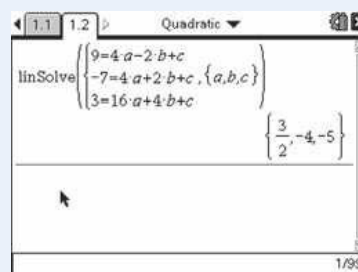 1.1 1.2 Quadratic
9=4·a−2·b+c
linSolve( −7=4·a+2·b+c ,{a,b,c} )
3=16·a+4·b+c
{3/2,-4,-5}
1/99